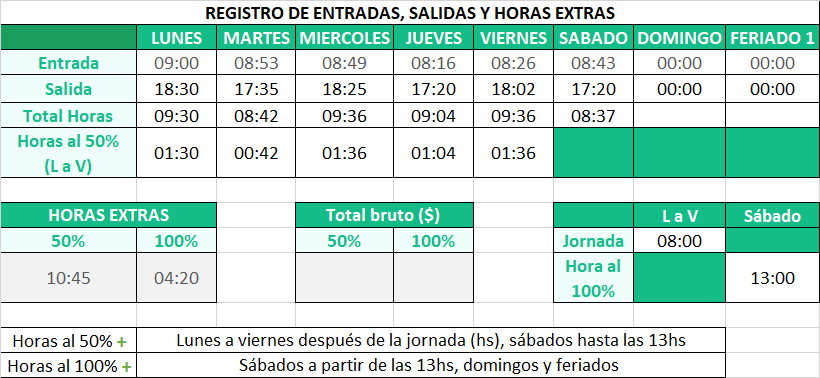 REGISTRO DE ENTRADAS, SALIDAS Y HORAS EXTRAS
LUNES MARTES MIERCOLES JUEVES VIERNES SABADO DOMINGO FERIADO 1
Entrada 09:00 08:53 08:49 08:16 08:26 08:43 00:00 00:00
Salida 18:30 17:35 18:25 17:20 18:02 17:20 00:00 00:00
Total Horas 09:30 08:42 09:36 09:04 09:36 08:37
Horas al 50%
(L a V) 01:30 00:42 01:36 01:04 01:36
HORAS EXTRAS Total bruto ($) L a V Sábado
50% 100% 50% 100% Jornada 08:00
10:45 04:20 Hora al
100% 13:00
Horas al 50% + Lunes a viernes después de la jornada (hs), sábados hasta las 13hs
Horas al 100% + Sábados a partir de las 13hs, domingos y feriados